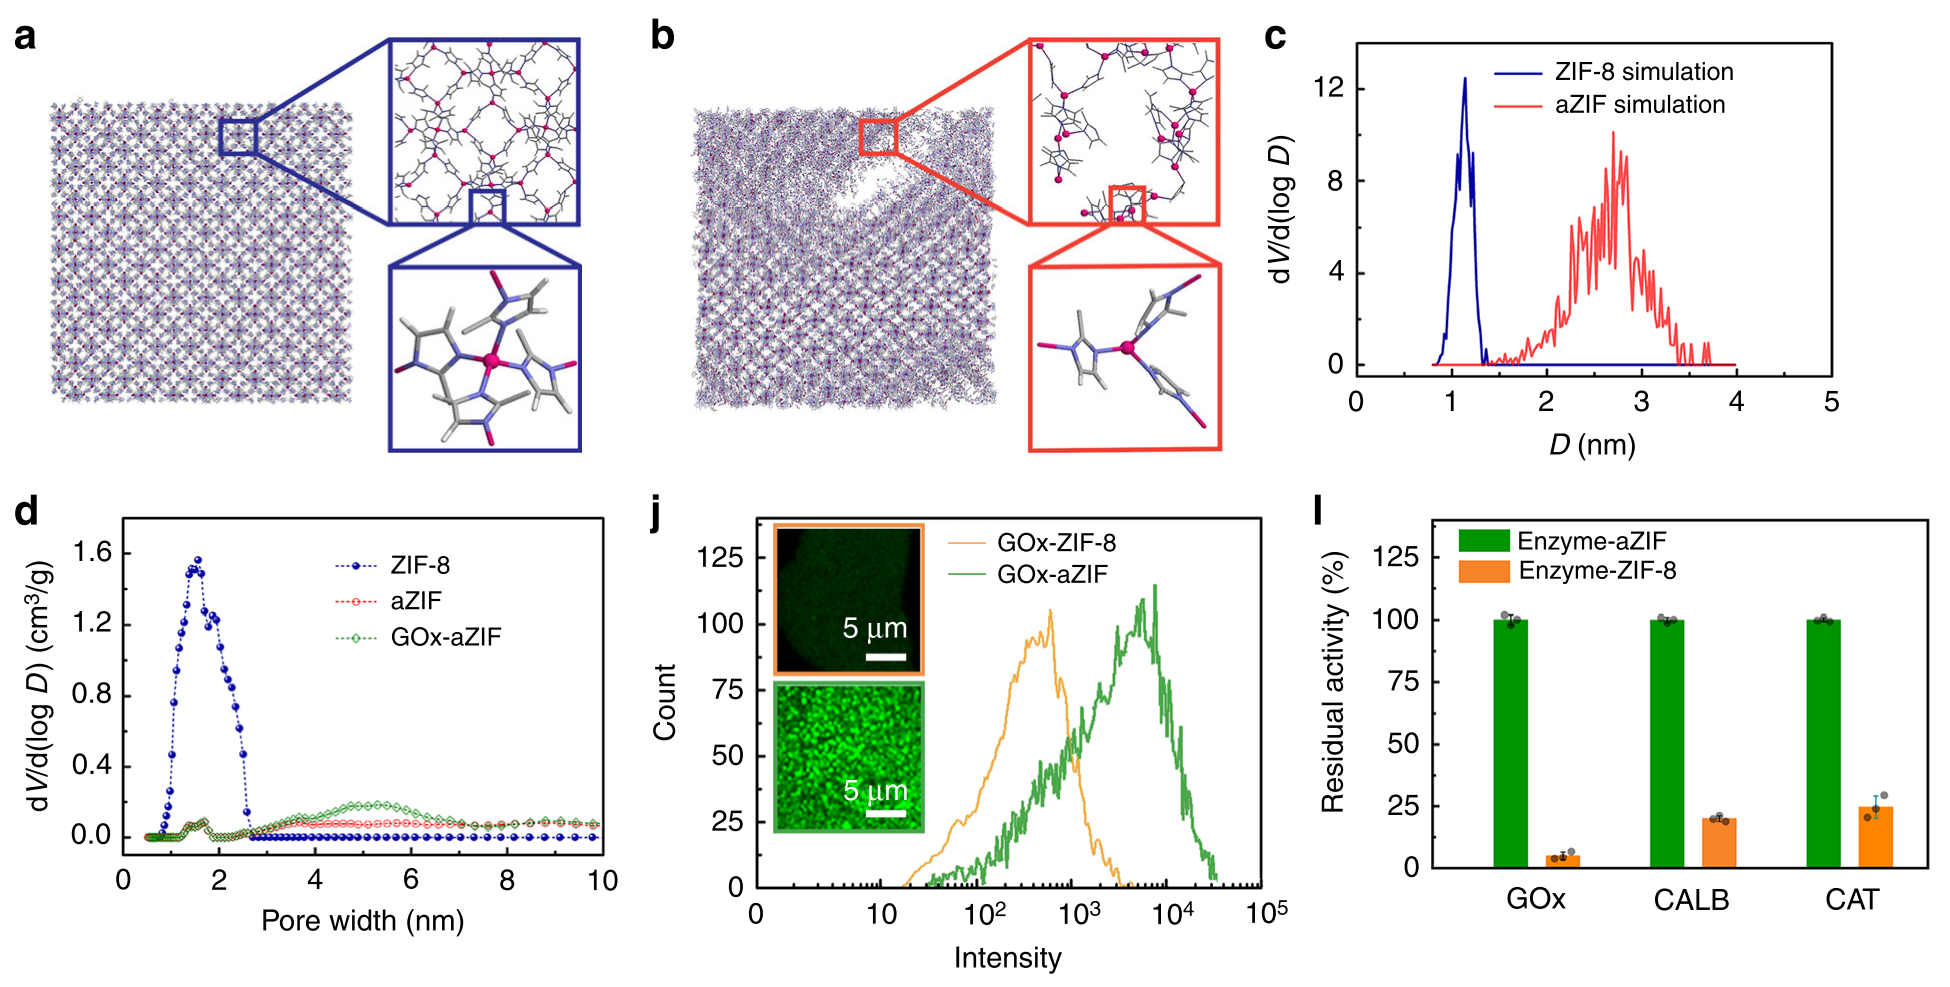 a
b
c
ZIF-8 simulation
aZIF simulation
dV/d(log D)
12
8
4
0
0 1 2 3 4 5
D (nm)
d
ZIF-8
aZIF
GOx-aZIF
dV/d(log D) (cm³/g)
1.6
1.2
0.8
0.4
0.0
0 2 4 6 8 10
Pore width (nm)
j
GOx-ZIF-8
GOx-aZIF
5 μm
5 μm
Count
125
100
75
50
25
0
0 10 10² 10³ 10⁴ 10⁵
Intensity
l
Enzyme-aZIF
Enzyme-ZIF-8
Residual activity (%)
125
100
75
50
25
0
GOx CALB CAT